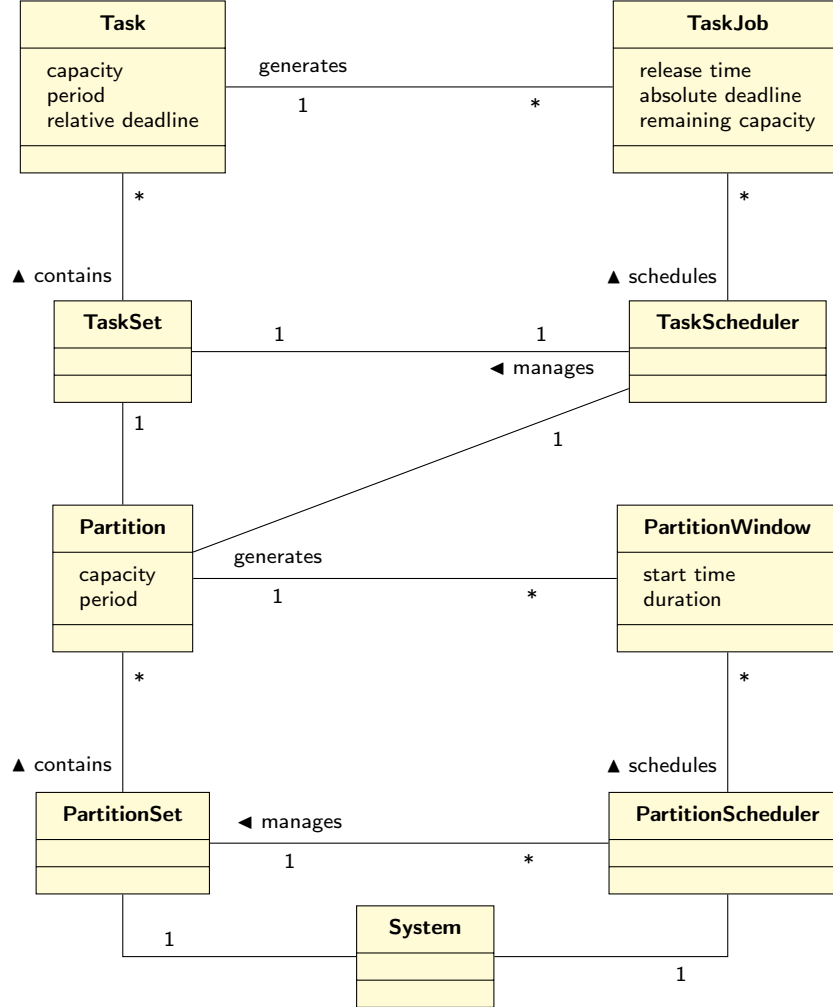 Task
TaskJob
capacity
period
relative deadline
generates
1
*
release time
absolute deadline
remaining capacity
*
*
▲ contains
▲ schedules
TaskSet
1
1
TaskScheduler
◄ manages
1
1
Partition
PartitionWindow
capacity
period
generates
1
*
start time
duration
*
*
▲ contains
▲ schedules
PartitionSet
◄ manages
1
*
PartitionScheduler
1
System
1